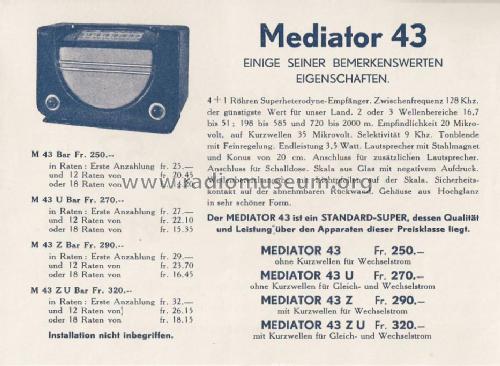 Mediator 43
EINIGE SEINER BEMERKENSWERTEN
EIGENSCHAFTEN.
4 + 1 Röhren Superheterodyne-Empfänger. Zwischenfrequenz 128 Khz.
der günstigste Wert für unser Land. 2 oder 3 Wellenbereiche 16,7
bis 51; 198 bis 585 und 720 bis 2000 m. Empfindlichkeit 20 Mikro-
volt, auf Kurzwellen 35 Mikrovolt. Selektivität 9 Khz. Tonblende
mit Feinregelung. Endleistung 3,5 Watt. Lautsprecher mit Stahlmagnet
und Konus von 20 cm. Anschluss für zusätzlichen Lautsprecher.
Anschluss für Schalldose. Skala aus Glas mit negativem Aufdruck.
auf der Skala. Sicherheits-
abnehmbarer Rückwand. Gehäuse aus Hochglanz
in sehr schöner Form.
Der MEDIATOR 43 ist ein STANDARD-SUPER, dessen Qualität
und Leistung über den Apparaten dieser Preisklasse liegt.
MEDIATOR 43 Fr. 250.—
ohne Kurzwellen für Wechselstrom
MEDIATOR 43 U Fr. 270.—
ohne Kurzwellen für Gleich- und Wechselstrom
MEDIATOR 43 Z Fr. 290.—
mit Kurzwellen für Wechselstrom
MEDIATOR 43 Z U Fr. 320.—
mit Kurzwellen für Gleich- und Wechselstrom
M 43 Bar Fr. 250.—
in Raten: Erste Anzahlung fr. 25.—
und 12 Raten von fr. 20.45
oder 18 Raten von
M 43 U Bar Fr. 270.—
in Raten: Erste Anzahlung fr. 27.—
und 12 Raten von fr. 22.10
oder 18 Raten von fr. 15.35
M 43 Z Bar Fr. 290.—
in Raten: Erste Anzahlung fr. 29.—
und 12 Raten von fr. 23.70
oder 18 Raten von fr. 16.45
M 43 Z U Bar Fr. 320.—
in Raten: Erste Anzahlung fr. 32.—
und 12 Raten von fr. 26.15
oder 18 Raten von fr. 18.15
Installation nicht inbegriffen.
www.radiomuseum.org